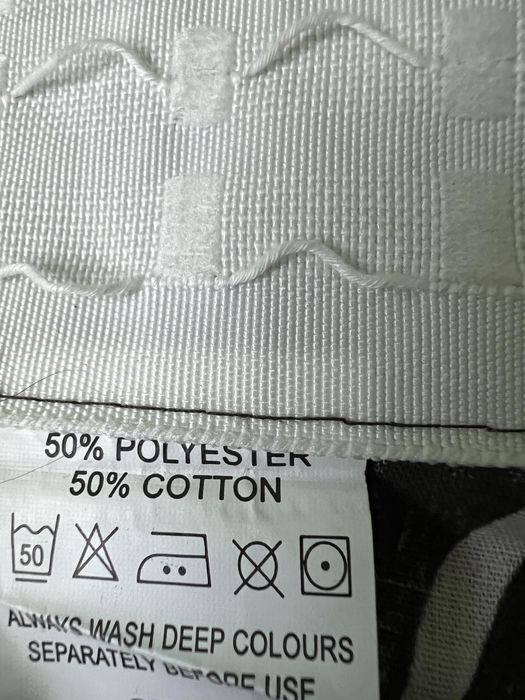 50% POLYESTER
50% COTTON
50
ALWAYS WASH DEEP COLOURS
SEPARATELY BEFORE USE